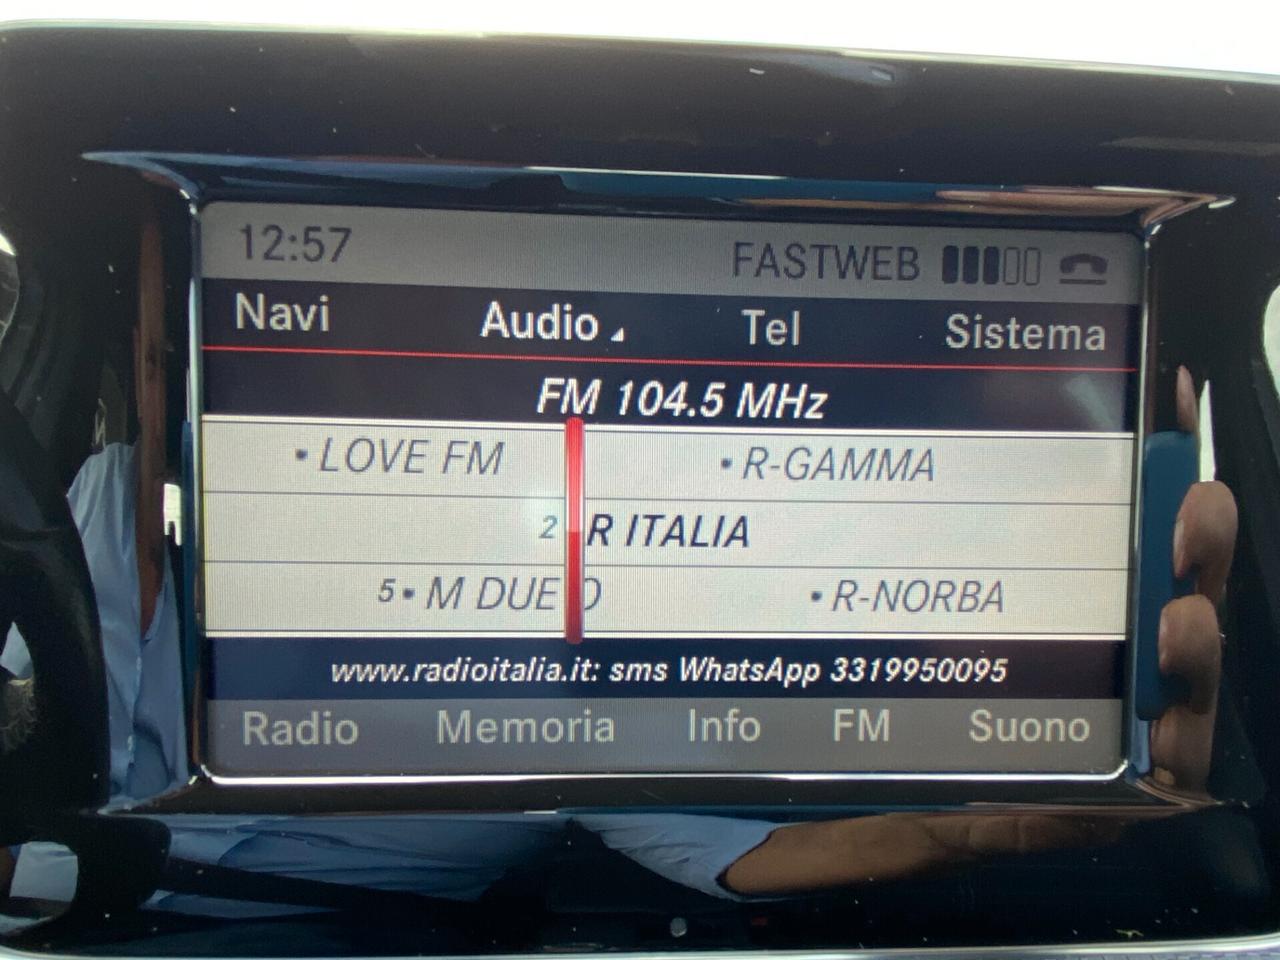 12:57 FASTWEB
Navi Audio Tel Sistema
FM 104.5 MHz
• LOVE FM • R-GAMMA
2 R ITALIA
5 • M DUE O • R-NORBA
www.radioitalia.it: sms WhatsApp 3319950095
Radio Memoria Info FM Suono